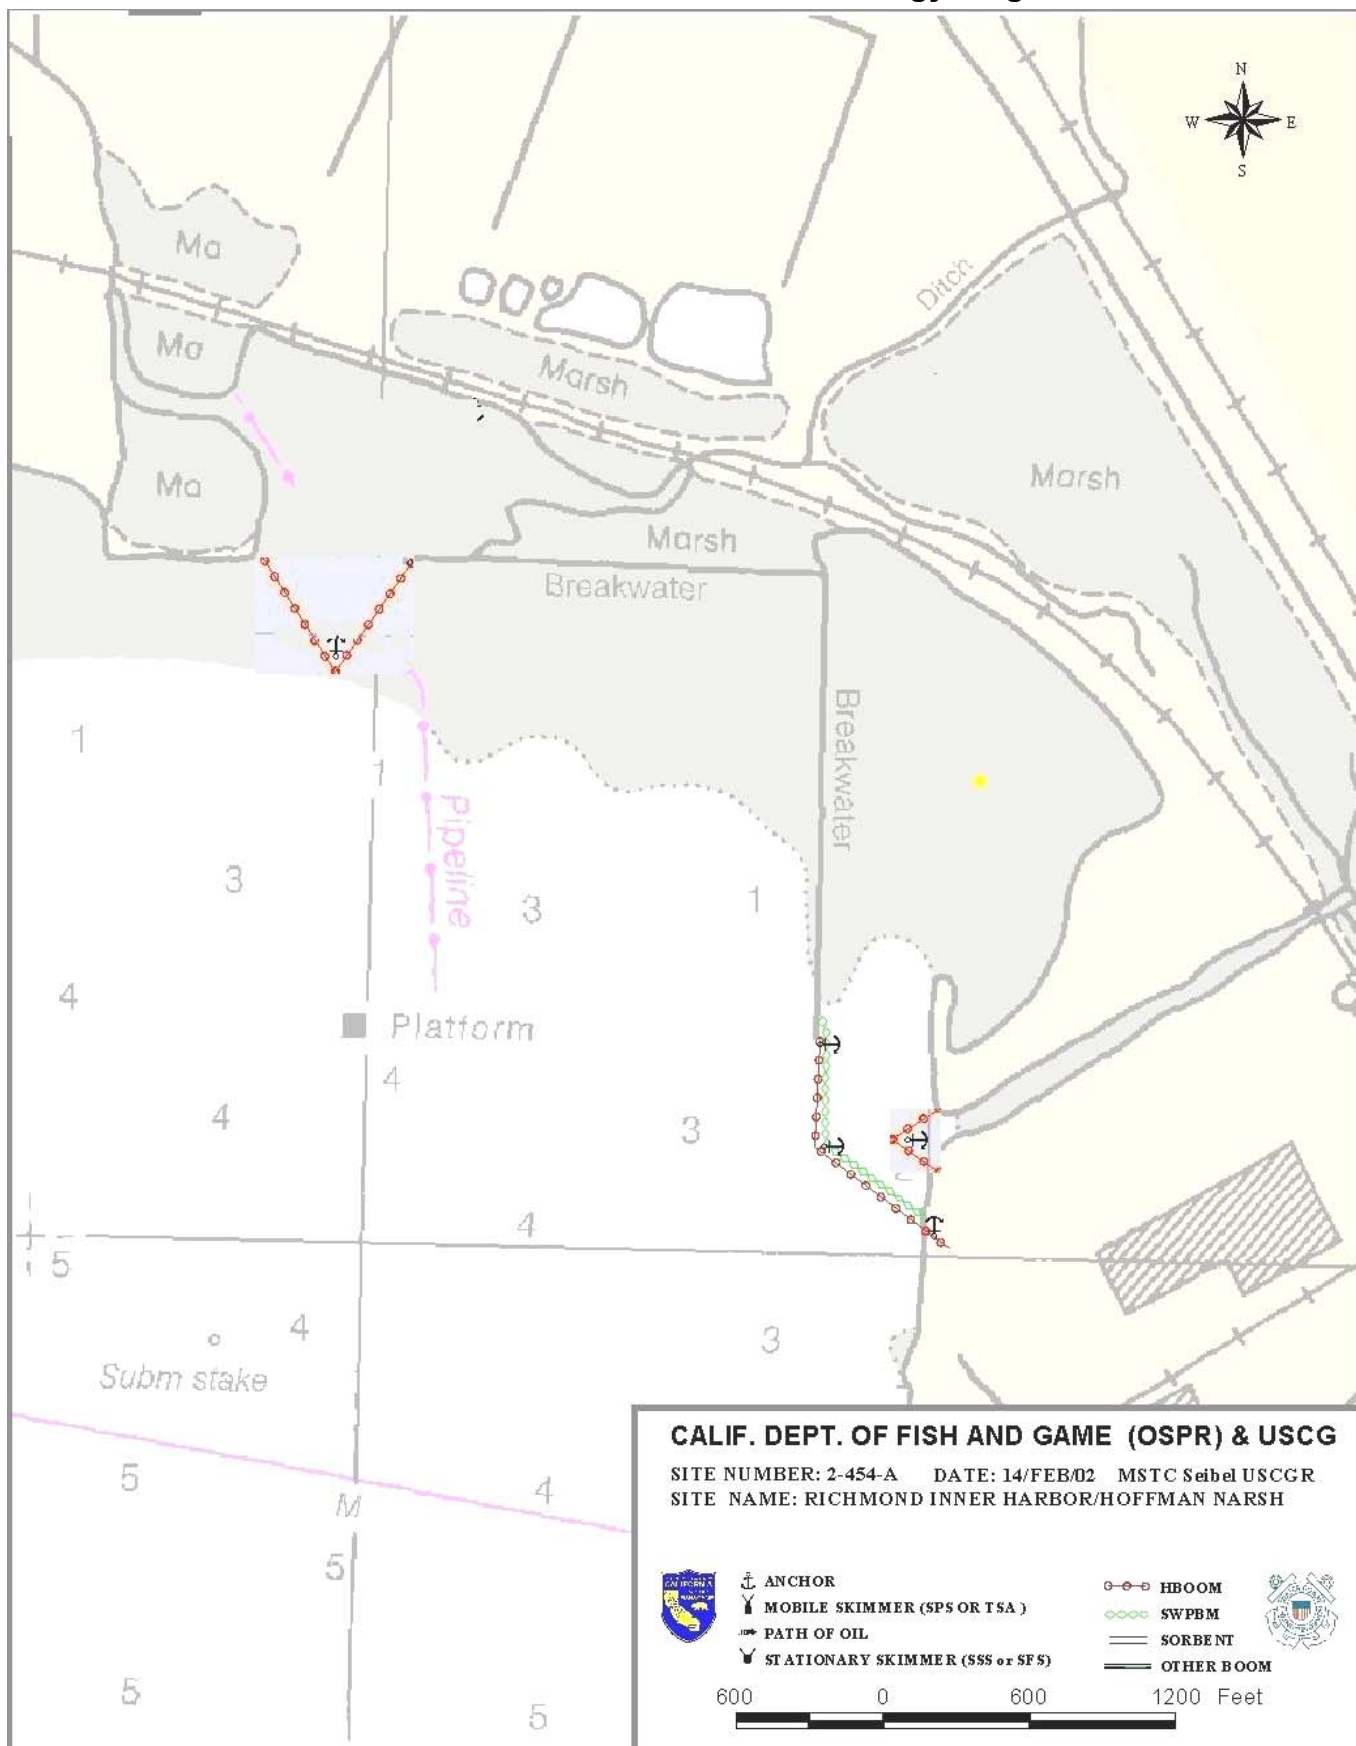 N
W E
S
Ma
Ditch
Ma
Marsh
Marsh
Ma
Marsh
Breakwater
Breakwater
1
1
Pipeline
3
3
1
4
Platform
4
4
3
4
5
4
3
Subm stake
5
4
M
5
5
5
CALIF. DEPT. OF FISH AND GAME (OSPR) & USCG
SITE NUMBER: 2-454-A DATE: 14/FEB/02 MSTC Seibel USCGR
SITE NAME: RICHMOND INNER HARBOR/HOFFMAN NARSH
CALIFORNIA
ANCHOR
MOBILE SKIMMER (SPS OR TSA )
PATH OF OIL
STATIONARY SKIMMER (SSS or SFS)
HBOOM
SWPBM
SORBENT
OTHER BOOM
600 0 600 1200 Feet